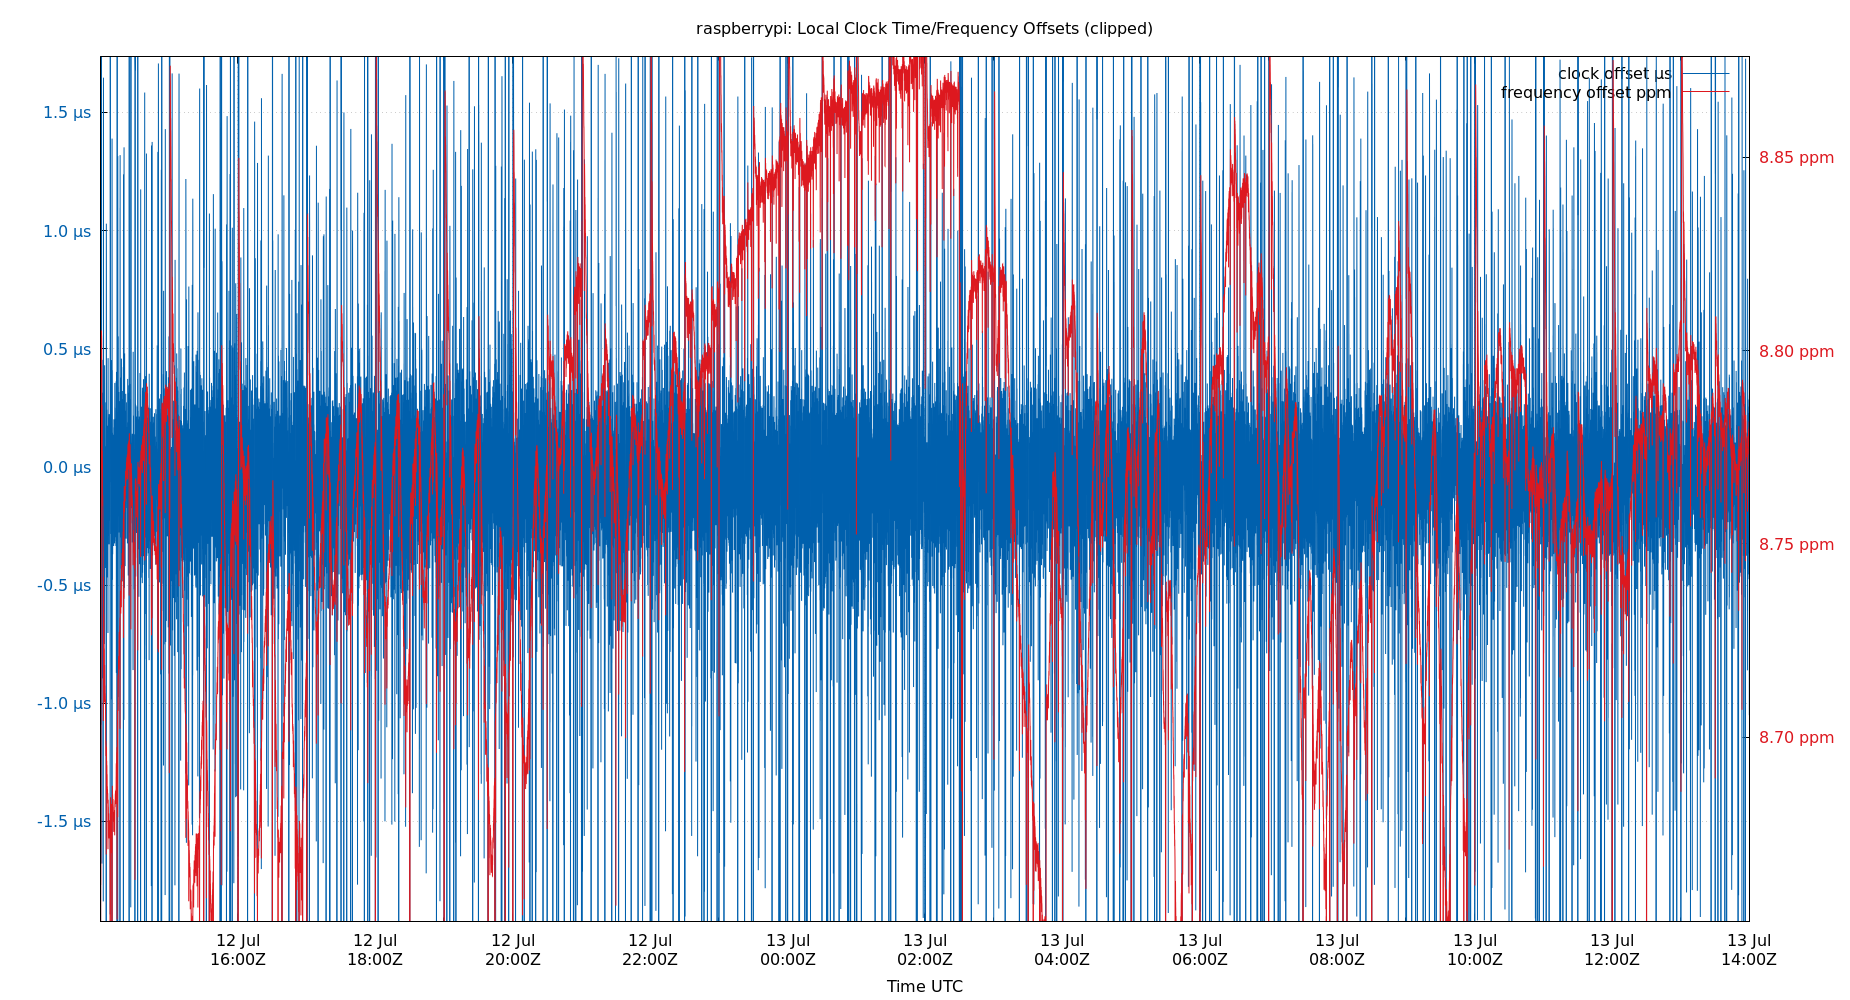 raspberrypi: Local Clock Time/Frequency Offsets (clipped)
clock offset µs
frequency offset ppm
1.5 µs
1.0 µs
0.5 µs
0.0 µs
-0.5 µs
-1.0 µs
-1.5 µs
8.85 ppm
8.80 ppm
8.75 ppm
8.70 ppm
12 Jul 12 Jul 12 Jul 12 Jul 13 Jul 13 Jul 13 Jul 13 Jul 13 Jul 13 Jul 13 Jul 13 Jul
16:00Z 18:00Z 20:00Z 22:00Z 00:00Z 02:00Z 04:00Z 06:00Z 08:00Z 10:00Z 12:00Z 14:00Z
Time UTC